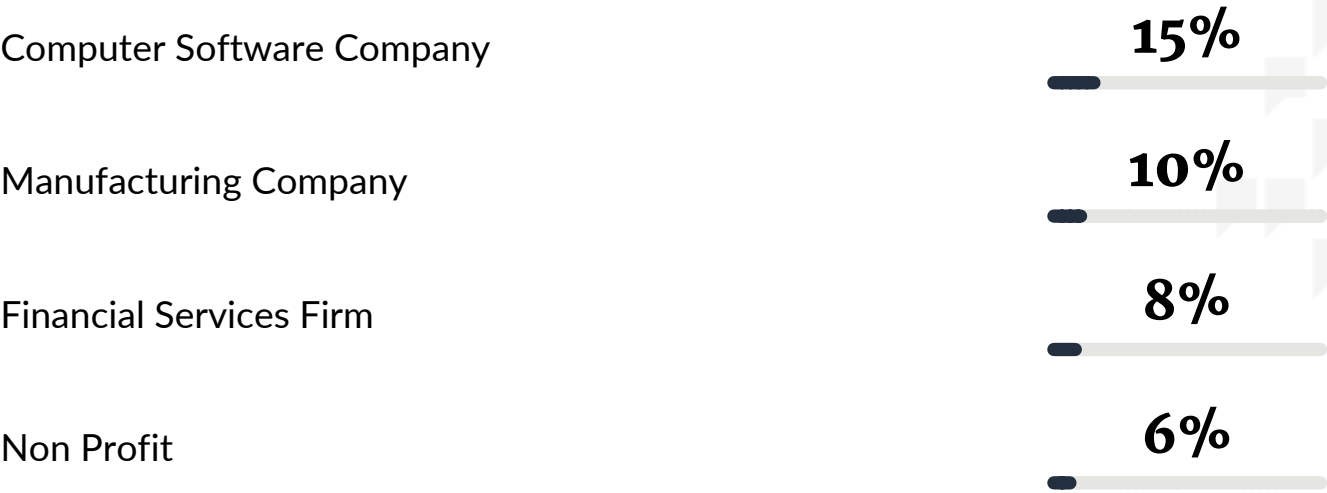 Computer Software Company 15%
Manufacturing Company 10%
Financial Services Firm 8%
Non Profit 6%